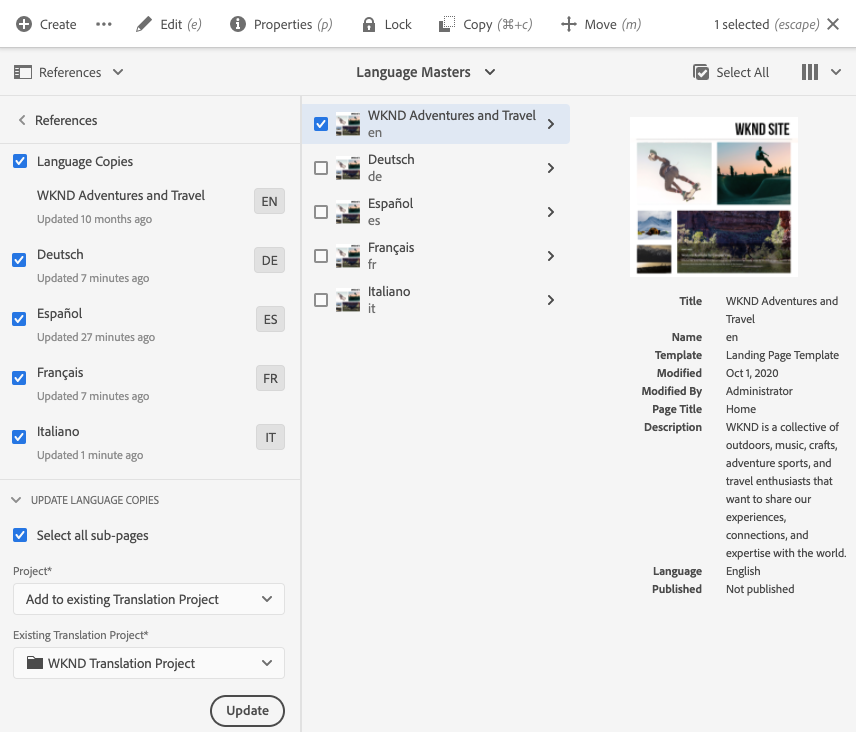 Create ••• Edit (e) Properties (p) Lock Copy (⌘+c) Move (m) 1 selected (escape)
References Language Masters Select All
References
Language Copies
WKND Adventures and Travel EN
Updated 10 months ago
Deutsch DE
Updated 7 minutes ago
Español ES
Updated 27 minutes ago
Français FR
Updated 7 minutes ago
Italiano IT
Updated 1 minute ago
UPDATE LANGUAGE COPIES
Select all sub-pages
Project*
Add to existing Translation Project
Existing Translation Project*
WKND Translation Project
Update
WKND Adventures and Travel
en
Deutsch
de
Español
es
Français
fr
Italiano
it
WKND SITE
Title WKND Adventures and
Travel
Name en
Template Landing Page Template
Modified Oct 1, 2020
Modified By Administrator
Page Title Home
Description WKND is a collective of
outdoors, music, crafts,
adventure sports, and
travel enthusiasts that
want to share our
experiences,
connections, and
expertise with the world.
Language English
Published Not published